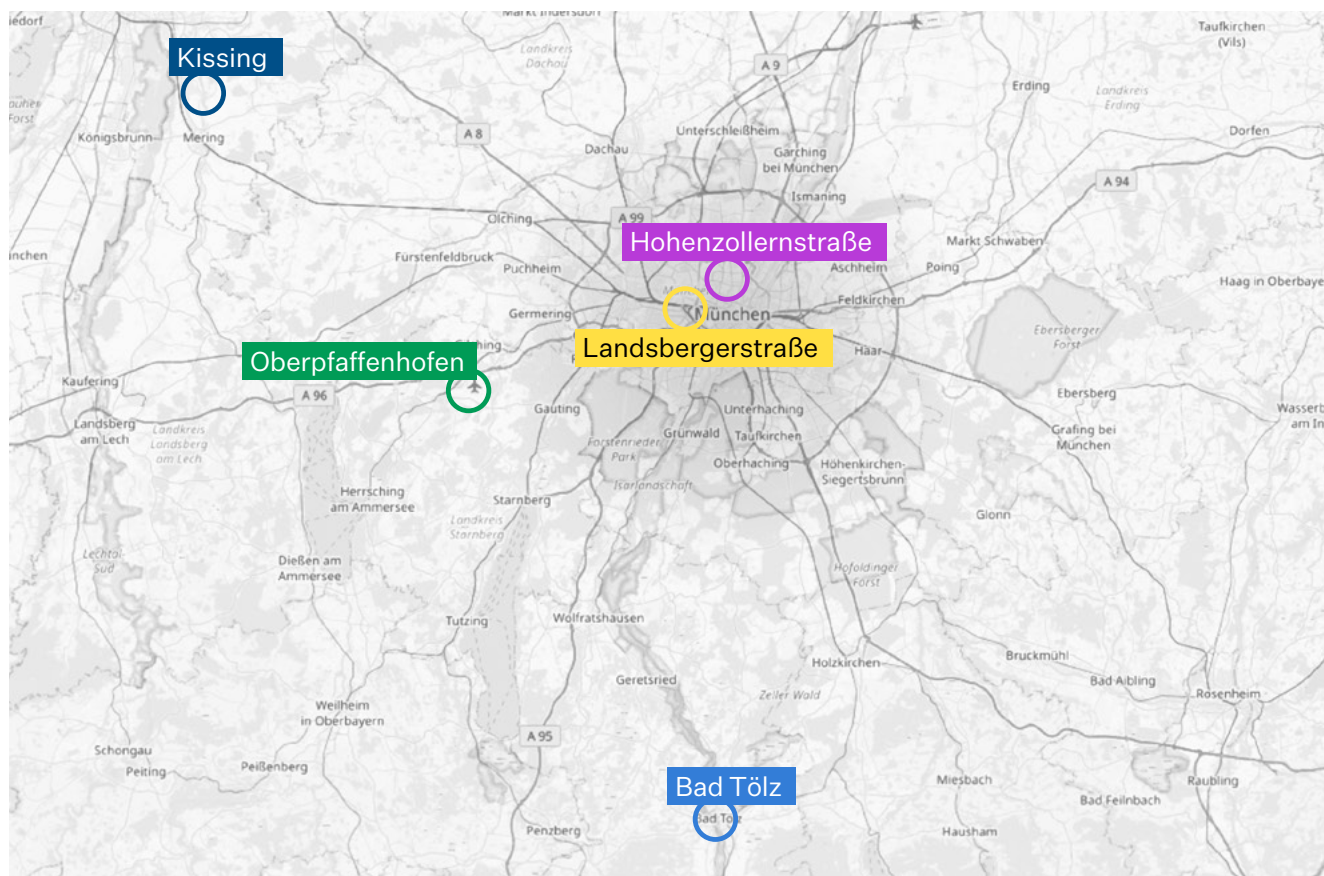 iedorf
Markt Indersdorf
Taufkirchen
(Vils)
Kissing
Landkreis
Dachau
A 9
Erding
Landkreis
Erding
Forst
Königsbrunn
Mering
A 8
Dachau
Unterschleißheim
Garching
bei München
Dorfen
Ismaning
A 94
Olching
A 99
Hohenzollernstraße
Markt Schwaben
nchen
Fürstenfeldbruck
Puchheim
Aschheim
Poing
Haag in Oberbaye
Feldkirchen
Germering
München
Ebersberger
Forst
Landsbergerstraße
Haar
Oberpfaffenhofen
Kaufering
A 96
Ebersberg
Landsberg
am Lech
Landkreis
Landsberg
am Lech
Gauting
Unterhaching
Wasserb
am In
Forstenrieder
Park
Grünwald
Taufkirchen
Grafing bei
München
Oberhaching
Höhenkirchen-
Siegertsbrunn
Isarlandschaft
Herrsching
am Ammersee
Starnberg
Landkreis
Starnberg
Glonn
Lechtal-
Süd
Dießen am
Ammersee
Hofoldinger
Forst
Tutzing
Wolfratshausen
Geretsried
Holzkirchen
Bruckmühl
Bad Aibling
Rosenheim
Zeller Wald
Weilheim
in Oberbayern
A 95
Schongau
Peiting
Peißenberg
Bad Tölz
Miesbach
Raubling
Bad Feilnbach
Bad Tölz
Penzberg
Hausham